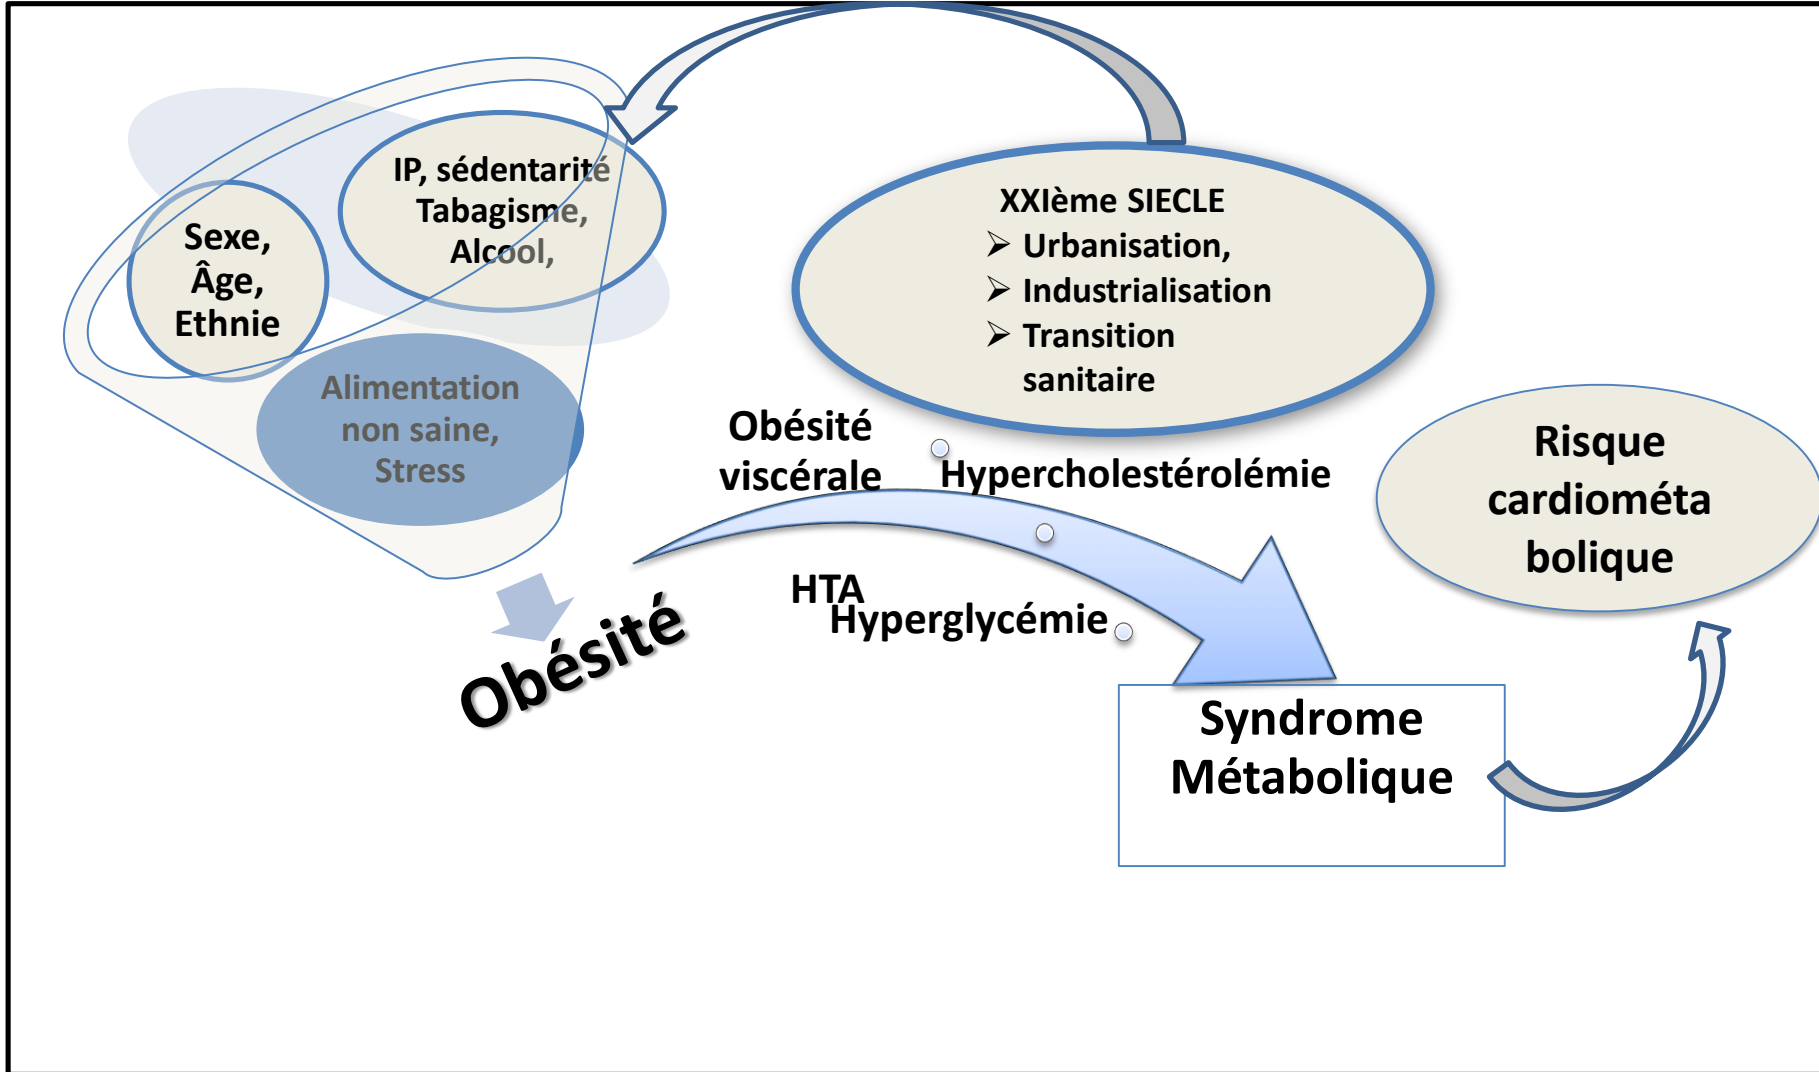 IP, sédentarité
Tabagisme,
Alcool,
Sexe,
Âge,
Ethnie
Alimentation
non saine,
Stress
XXIème SIECLE
➢ Urbanisation,
➢ Industrialisation
➢ Transition
sanitaire
Obésité
viscérale
Hypercholestérolémie
HTA
Hyperglycémie
Obésité
Risque
cardiométa
bolique
Syndrome
Métabolique